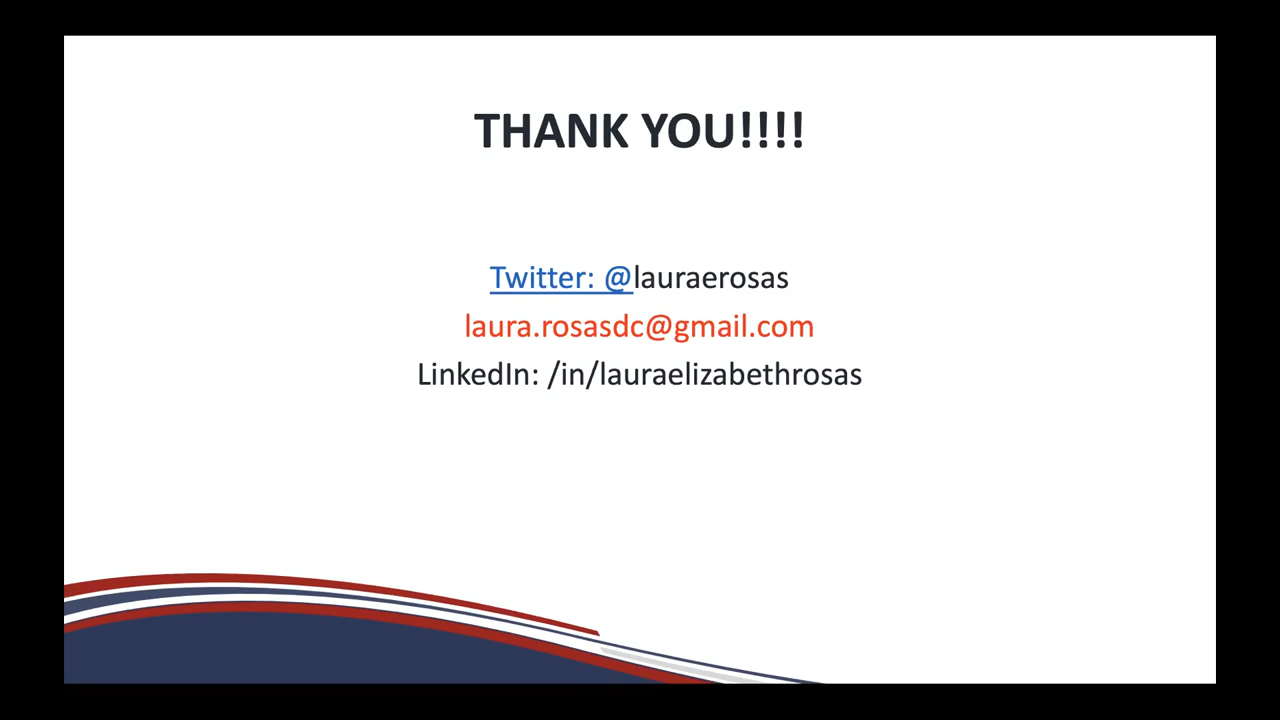 THANK YOU!!!!
Twitter: @lauraerosas
laura.rosasdc@gmail.com
LinkedIn: /in/lauraelizabethrosas